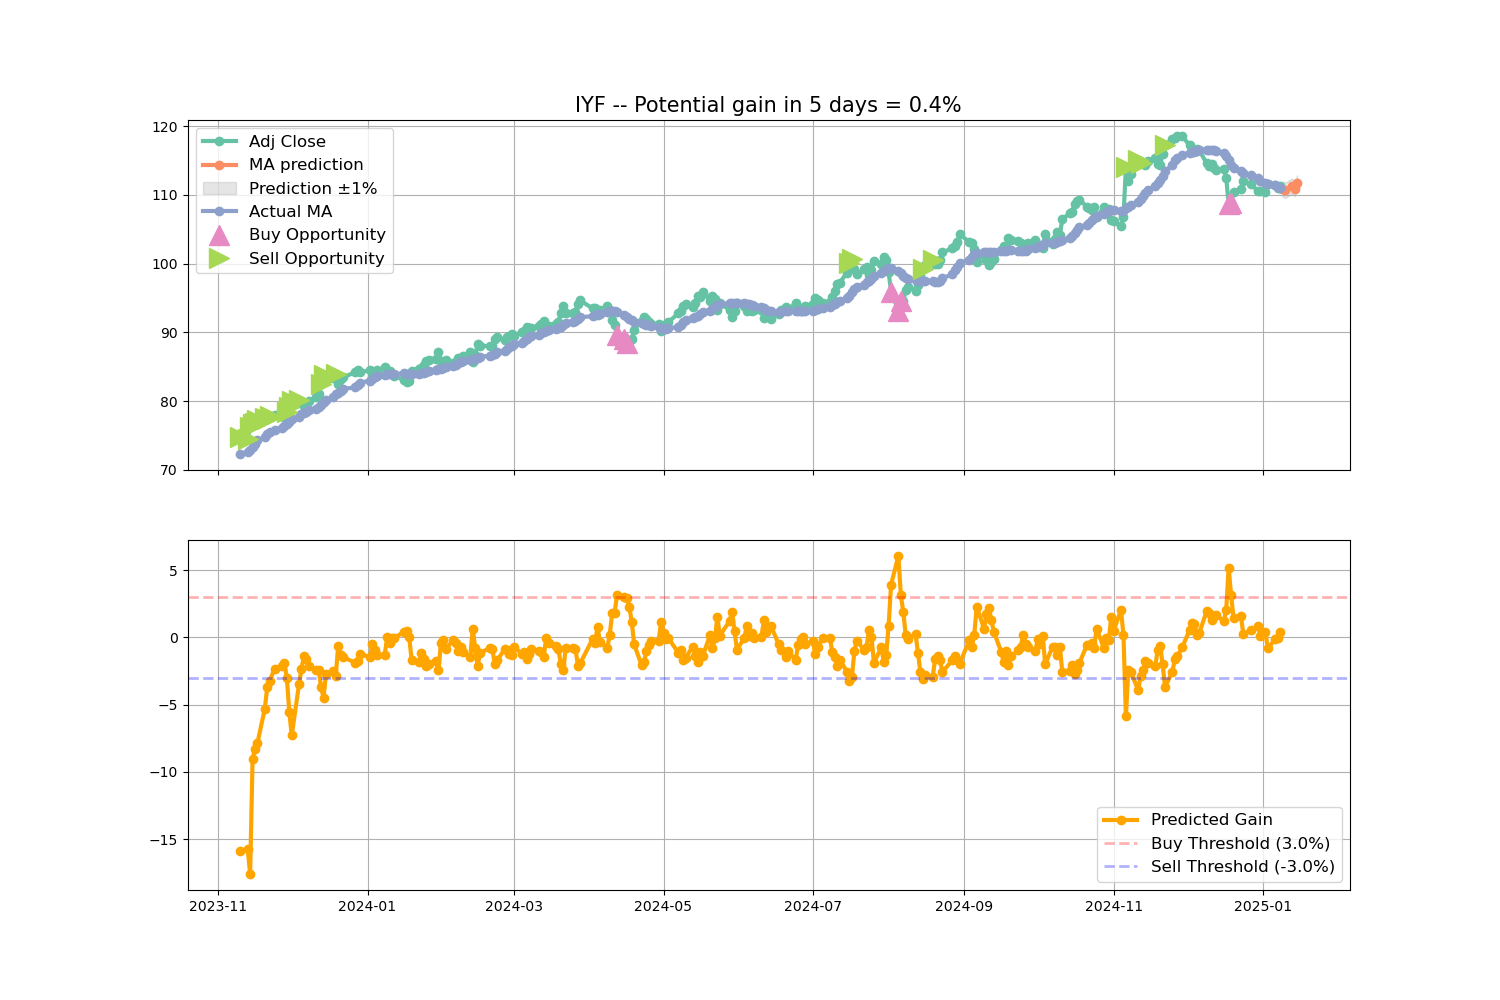 IYF -- Potential gain in 5 days = 0.4%
120
110
100
90
80
70
Adj Close
MA prediction
Prediction ±1%
Actual MA
Buy Opportunity
Sell Opportunity
5
0
−5
−10
−15
Predicted Gain
Buy Threshold (3.0%)
Sell Threshold (-3.0%)
2023-11 2024-01 2024-03 2024-05 2024-07 2024-09 2024-11 2025-01